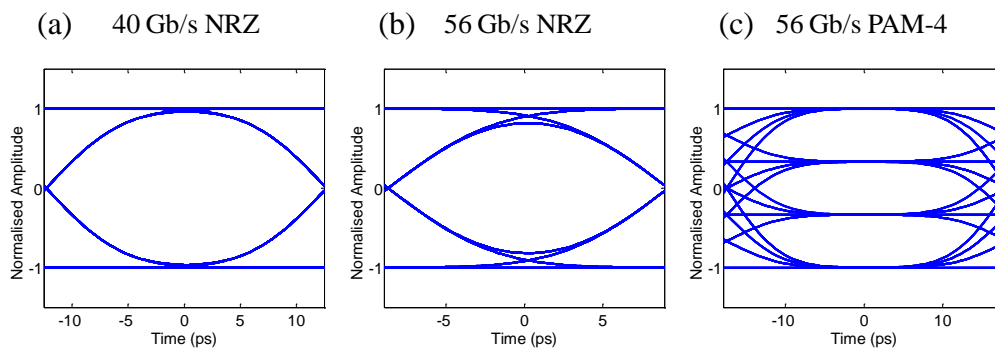 (a) 40 Gb/s NRZ
Normalised Amplitude
1
0
-1
-10 -5 0 5 10
Time (ps)
(b) 56 Gb/s NRZ
Normalised Amplitude
1
0
-1
-5 0 5
Time (ps)
(c) 56 Gb/s PAM-4
Normalised Amplitude
1
0
-1
-10 0 10
Time (ps)